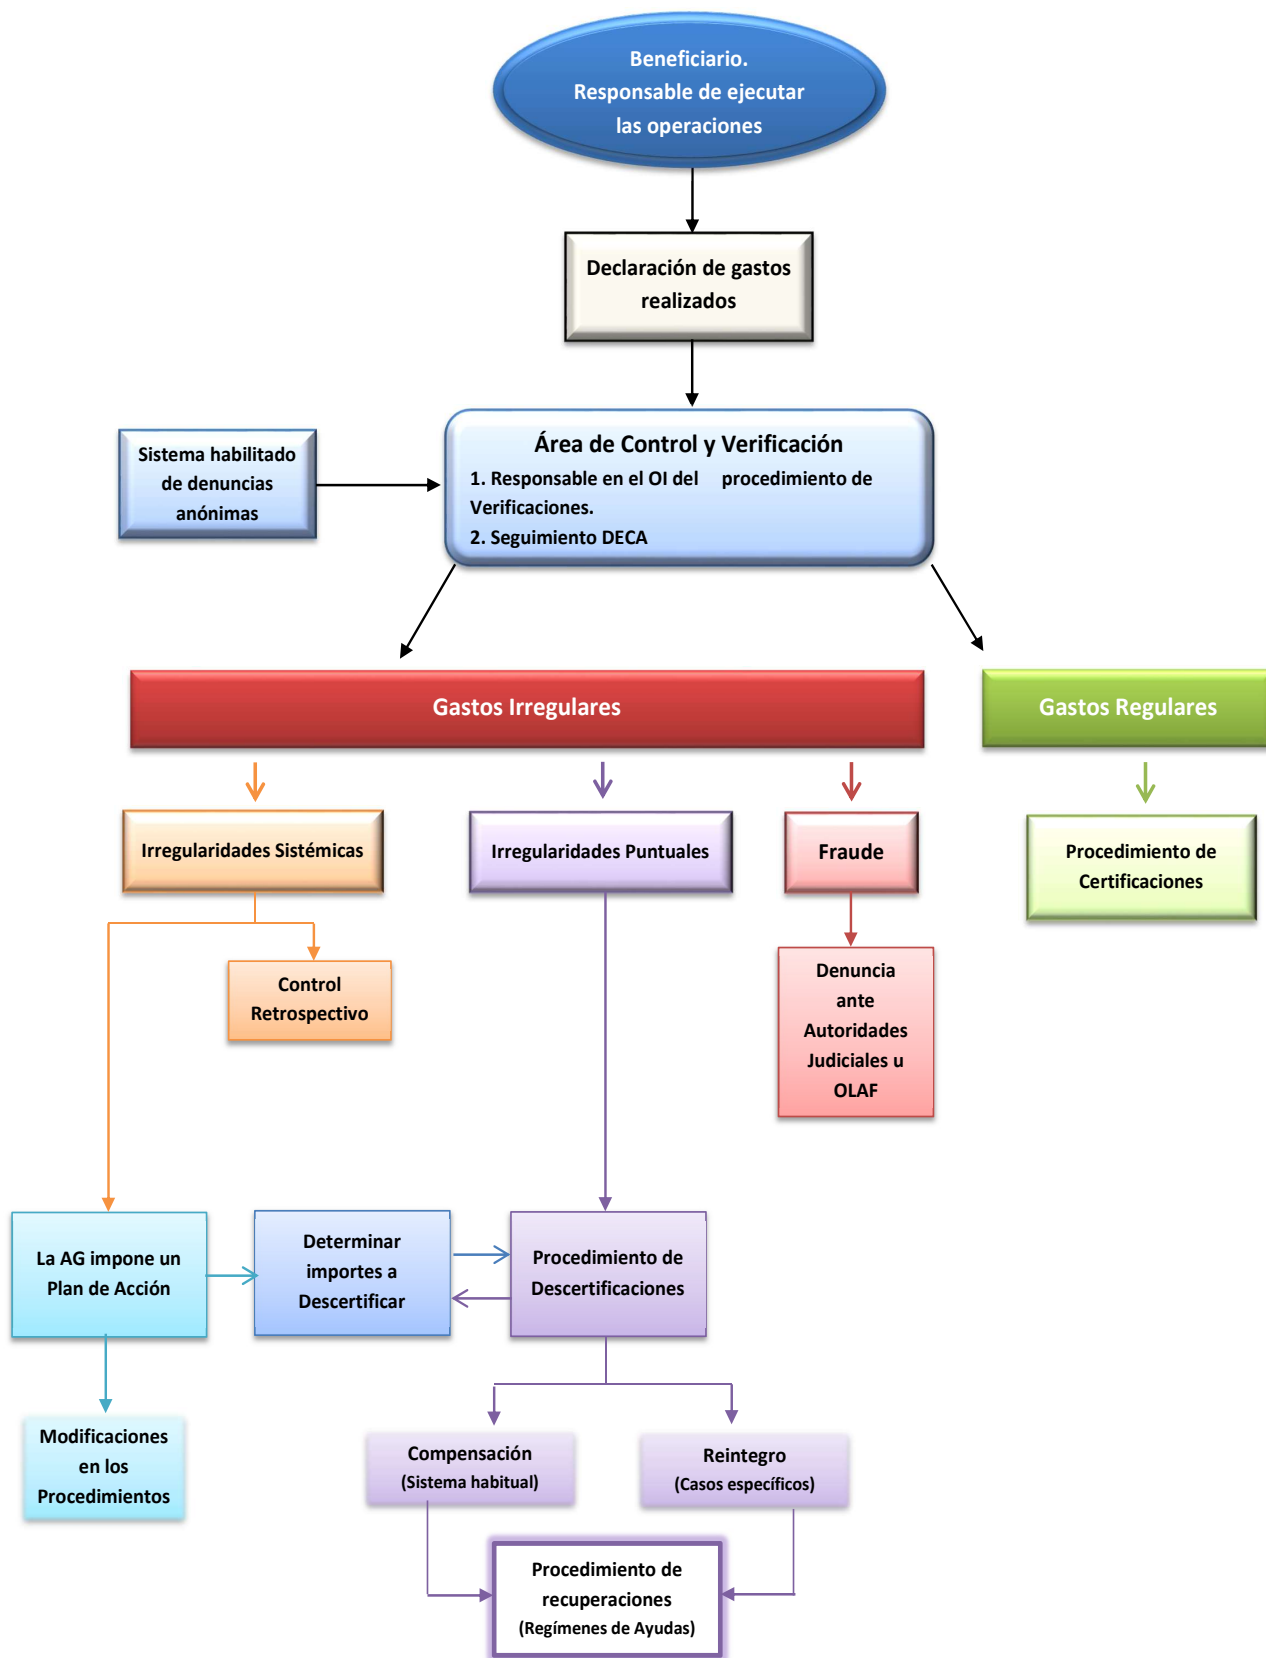 Beneficiario.
Responsable de ejecutar
las operaciones
Declaración de gastos
realizados
Sistema habilitado
de denuncias
anónimas
Área de Control y Verificación
1. Responsable en el OI del procedimiento de
Verificaciones.
2. Seguimiento DECA
Gastos Irregulares
Gastos Regulares
Irregularidades Sistémicas
Irregularidades Puntuales
Fraude
Procedimiento de
Certificaciones
Control
Retrospectivo
Denuncia
ante
Autoridades
Judiciales u
OLAF
La AG impone un
Plan de Acción
Determinar
importes a
Descertificar
Procedimiento de
Descertificaciones
Modificaciones
en los
Procedimientos
Compensación
(Sistema habitual)
Reintegro
(Casos específicos)
Procedimiento de
recuperaciones
(Regímenes de Ayudas)